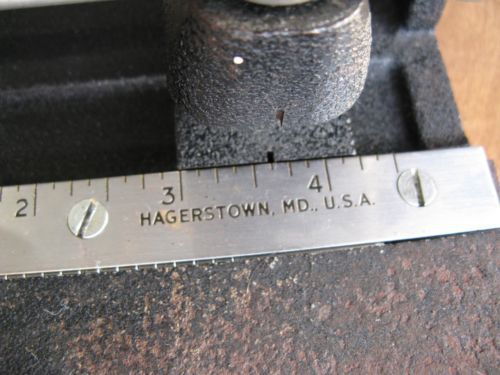 2 3 4
HAGERSTOWN, MD., U.S.A.